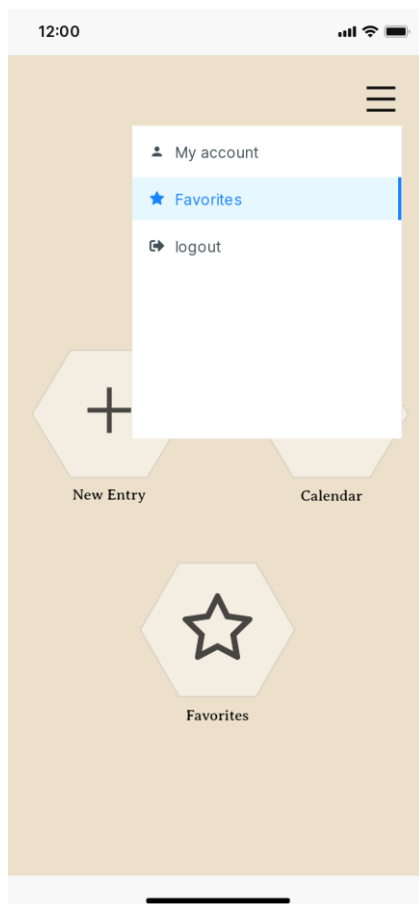 12:00
My account
Favorites
logout
New Entry
Calendar
Favorites